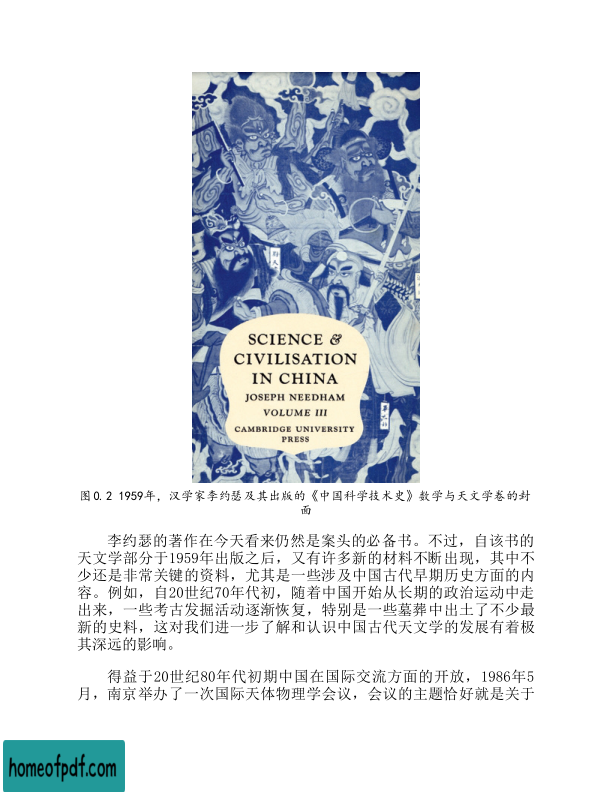 SCIENCE &
CIVILISATION
IN CHINA
JOSEPH NEEDHAM
VOLUME III
CAMBRIDGE UNIVERSITY
PRESS
图0.2 1959年，汉学家李约瑟及其出版的《中国科学技术史》数学与天文学卷的封
面
李约瑟的著作在今天看来仍然是案头的必备书。不过，自该书的
天文学部分于1959年出版之后，又有许多新的材料不断出现，其中不
少还是非常关键的资料，尤其是一些涉及中国古代早期历史方面的内
容。例如，自20世纪70年代初，随着中国开始从长期的政治运动中走
出来，一些考古发掘活动逐渐恢复，特别是一些墓葬中出土了不少最
新的史料，这对我们进一步了解和认识中国古代天文学的发展有着极
其深远的影响。
得益于20世纪80年代初期中国在国际交流方面的开放，1986年5
月，南京举办了一次国际天体物理学会议，会议的主题恰好就是关于
homeofpdf.com